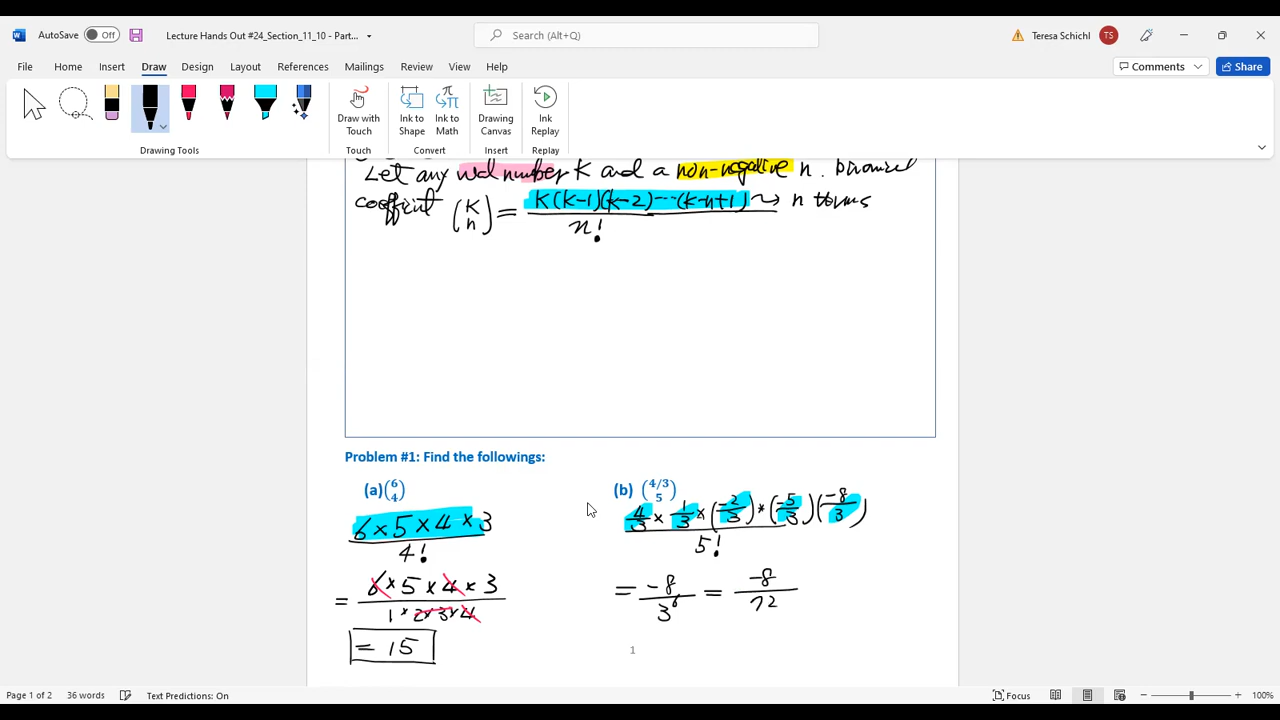 AutoSave Off Lecture Hands Out #24_Section_11_10 - Part... Search (Alt+Q) Teresa Schichl TS
File Home Insert Draw Design Layout References Mailings Review View Help Comments Share
Draw with Touch Ink to Shape Ink to Math Drawing Canvas Ink Replay
Drawing Tools Touch Convert Insert Replay
Let any real number K and a non-negative n. binomial
coefficient (K n) = K(K-1)(K-2)---(K-n+1) / n! → n terms
Problem #1: Find the followings:
(a) (6 4) (b) (4/3 5)
6×5×4×3 / 4! 4/3 × 1/3 × (-2/3) * (-5/3)(-8/3) / 5!
= 6×5×4×3 / 1×2×3×4 = -8 / 3^6 = -8 / 72
= 15
1
Page 1 of 2 36 words Text Predictions: On Focus 100%